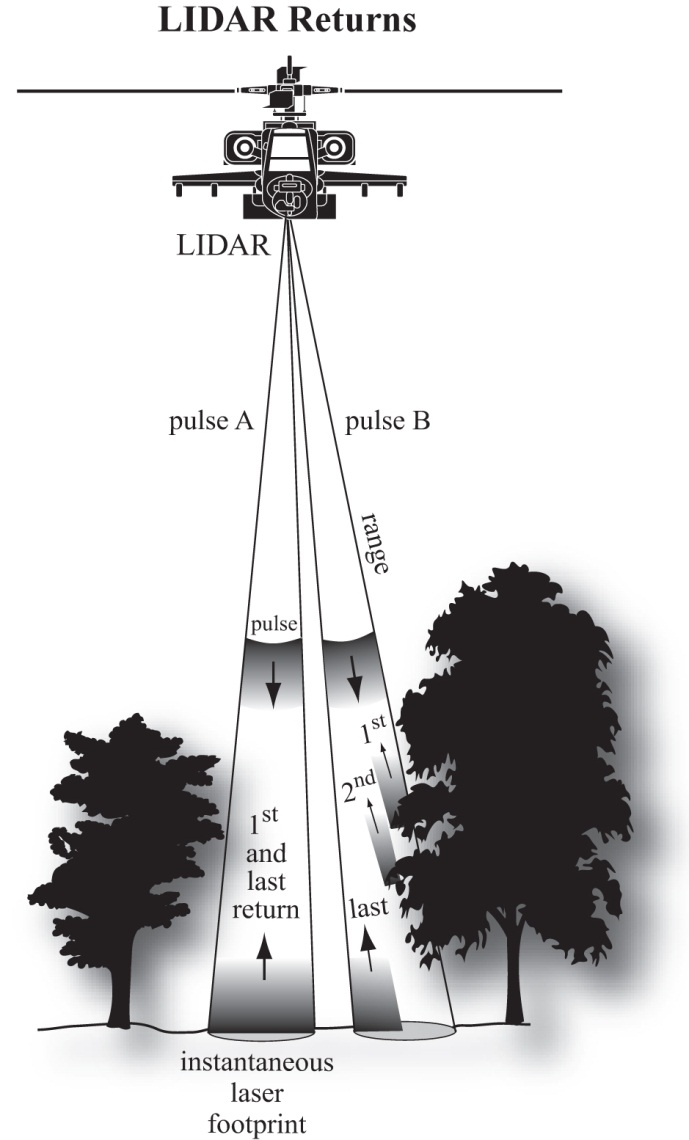 LIDAR Returns
LIDAR
pulse A
pulse B
range
pulse
1st
2nd
1st
and
last
return
last
instantaneous
laser
footprint